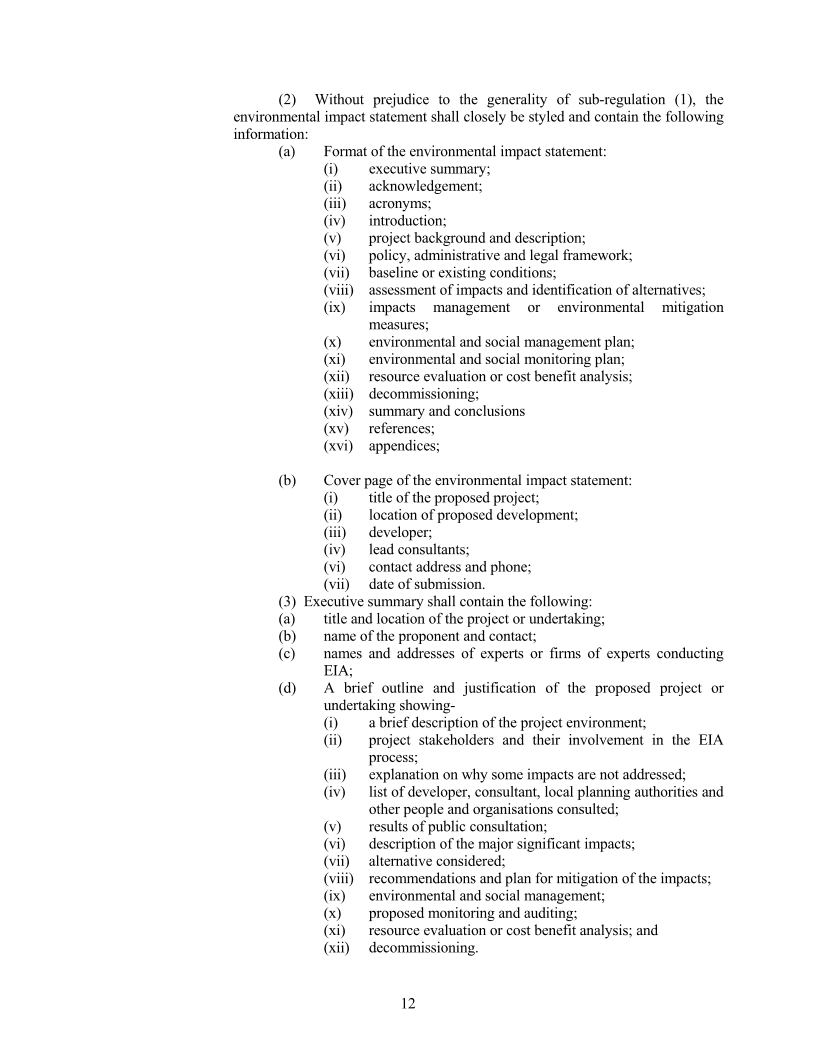 (2) Without prejudice to the generality of sub-regulation (1), the
environmental impact statement shall closely be styled and contain the following
information:
(a) Format of the environmental impact statement:
(i) executive summary;
(ii) acknowledgement;
(iii) acronyms;
(iv) introduction;
(v) project background and description;
(vi) policy, administrative and legal framework;
(vii) baseline or existing conditions;
(viii) assessment of impacts and identification of alternatives;
(ix) impacts management or environmental mitigation
measures;
(x) environmental and social management plan;
(xi) environmental and social monitoring plan;
(xii) resource evaluation or cost benefit analysis;
(xiii) decommissioning;
(xiv) summary and conclusions
(xv) references;
(xvi) appendices;
(b) Cover page of the environmental impact statement:
(i) title of the proposed project;
(ii) location of proposed development;
(iii) developer;
(iv) lead consultants;
(vi) contact address and phone;
(vii) date of submission.
(3) Executive summary shall contain the following:
(a) title and location of the project or undertaking;
(b) name of the proponent and contact;
(c) names and addresses of experts or firms of experts conducting
EIA;
(d) A brief outline and justification of the proposed project or
undertaking showing-
(i) a brief description of the project environment;
(ii) project stakeholders and their involvement in the EIA
process;
(iii) explanation on why some impacts are not addressed;
(iv) list of developer, consultant, local planning authorities and
other people and organisations consulted;
(v) results of public consultation;
(vi) description of the major significant impacts;
(vii) alternative considered;
(viii) recommendations and plan for mitigation of the impacts;
(ix) environmental and social management;
(x) proposed monitoring and auditing;
(xi) resource evaluation or cost benefit analysis; and
(xii) decommissioning.
12